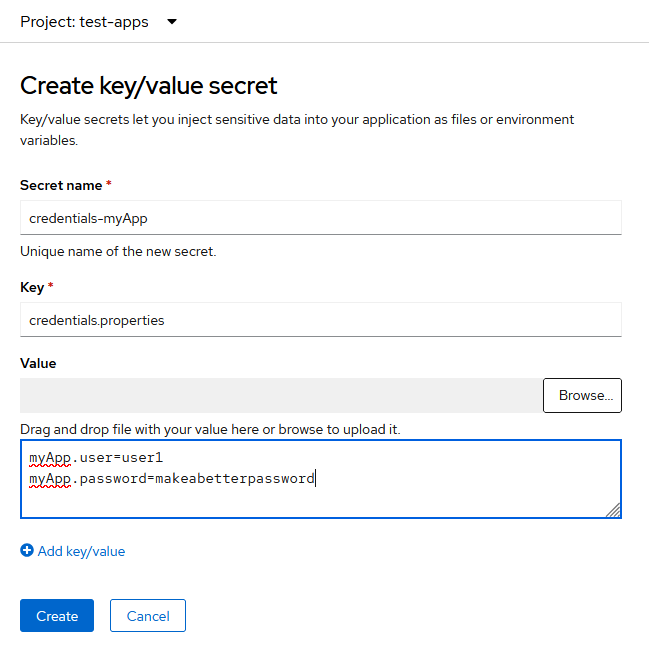 Project: test-apps
Create key/value secret
Key/value secrets let you inject sensitive data into your application as files or environment
variables.
Secret name *
credentials-myApp
Unique name of the new secret.
Key *
credentials.properties
Value
Browse...
Drag and drop file with your value here or browse to upload it.
myApp.user=user1
myApp.password=makeabetterpassword
Add key/value
Create Cancel